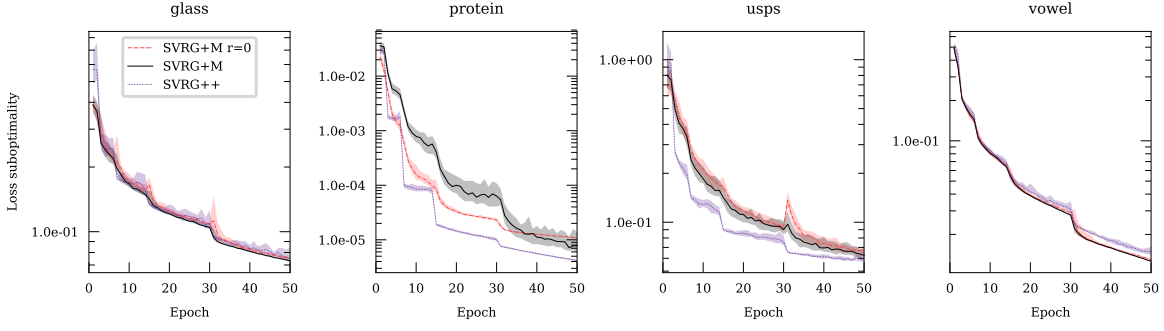 glass
protein
usps
vowel
SVRG+M r=0
SVRG+M
SVRG++
Loss suboptimality
1.0e-01
1.0e-02
1.0e-03
1.0e-04
1.0e-05
1.0e+00
1.0e-01
1.0e-01
0 10 20 30 40 50
0 10 20 30 40 50
0 10 20 30 40 50
0 10 20 30 40 50
Epoch
Epoch
Epoch
Epoch